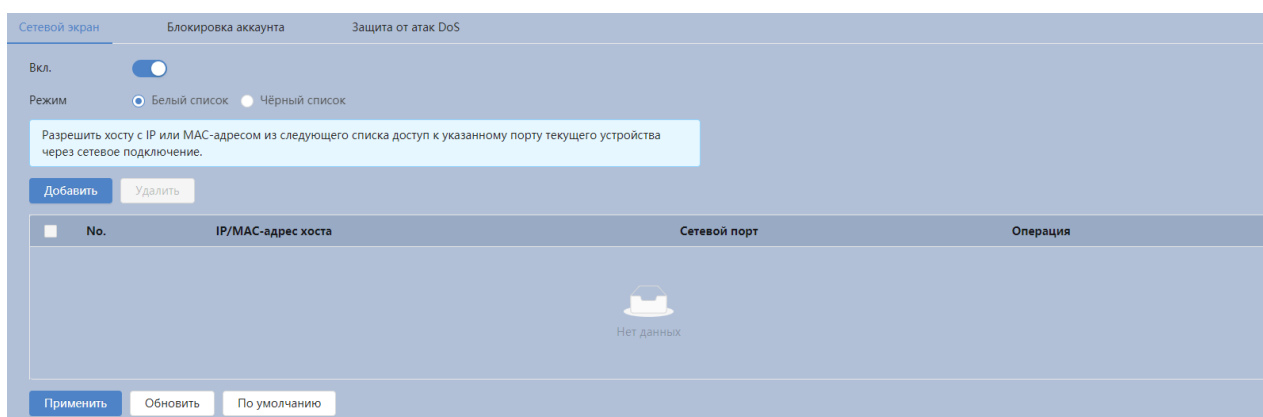 Сетевой экран Блокировка аккаунта Защита от атак DoS
Вкл.
Режим Белый список Чёрный список
Разрешить хосту с IP или MAC-адресом из следующего списка доступ к указанному порту текущего устройства
через сетевое подключение.
Добавить Удалить
No. IP/MAC-адрес хоста Сетевой порт Операция
Нет данных
Применить Обновить По умолчанию